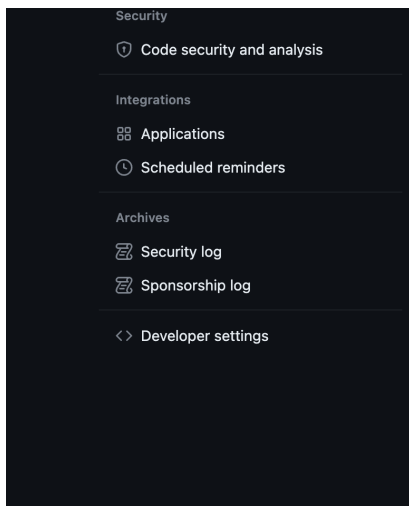 Security
Code security and analysis
Integrations
Applications
Scheduled reminders
Archives
Security log
Sponsorship log
Developer settings